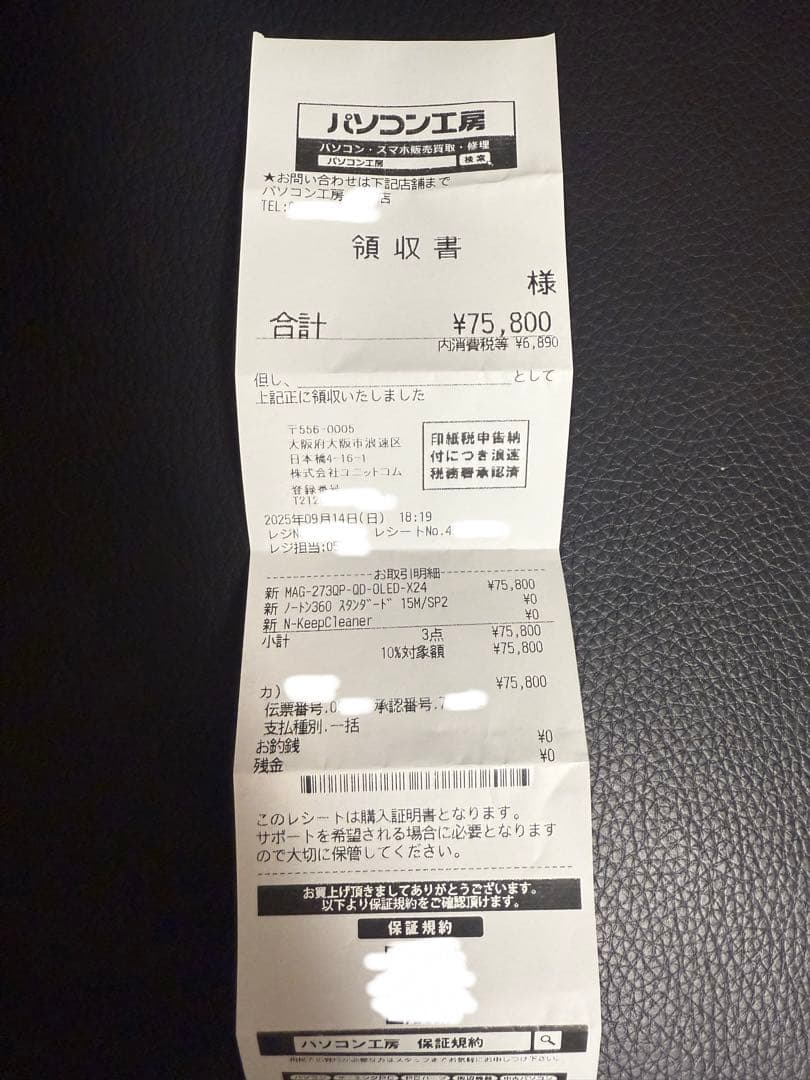 パソコン工房
パソコン・スマホ販売買取・修理
パソコン工房 検索
★お問い合わせは下記店舗まで
パソコン工房 店
TEL:
領収書
様
合計 ¥75,800
内消費税等 ¥6,890
但し、 として
上記正に領収いたしました
〒556-0005
大阪府大阪市浪速区
日本橋4-16-1
株式会社ユニットコム
登録番号
T212
印紙税申告納
付につき浪速
税務署承認済
2025年09月14日(日) 18:19
レジN レシートNo.4
レジ担当:05
お取引明細
新 MAG-273QP-QD-OLED-X24 ¥75,800
新 ノートン360 スタンダード 15M/SP2 ¥0
新 N-KeepCleaner ¥0
小計 3点 ¥75,800
10%対象額 ¥75,800
カ) ¥75,800
伝票番号.0 承認番号.7
支払種別.一括
お釣銭 ¥0
残金 ¥0
このレシートは購入証明書となります。
サポートを希望される場合に必要となります
ので大切に保管してください。
お買上げ頂きましてありがとうございます。
以下より保証規約をご確認頂けます。
保証規約
パソコン工房 保証規約